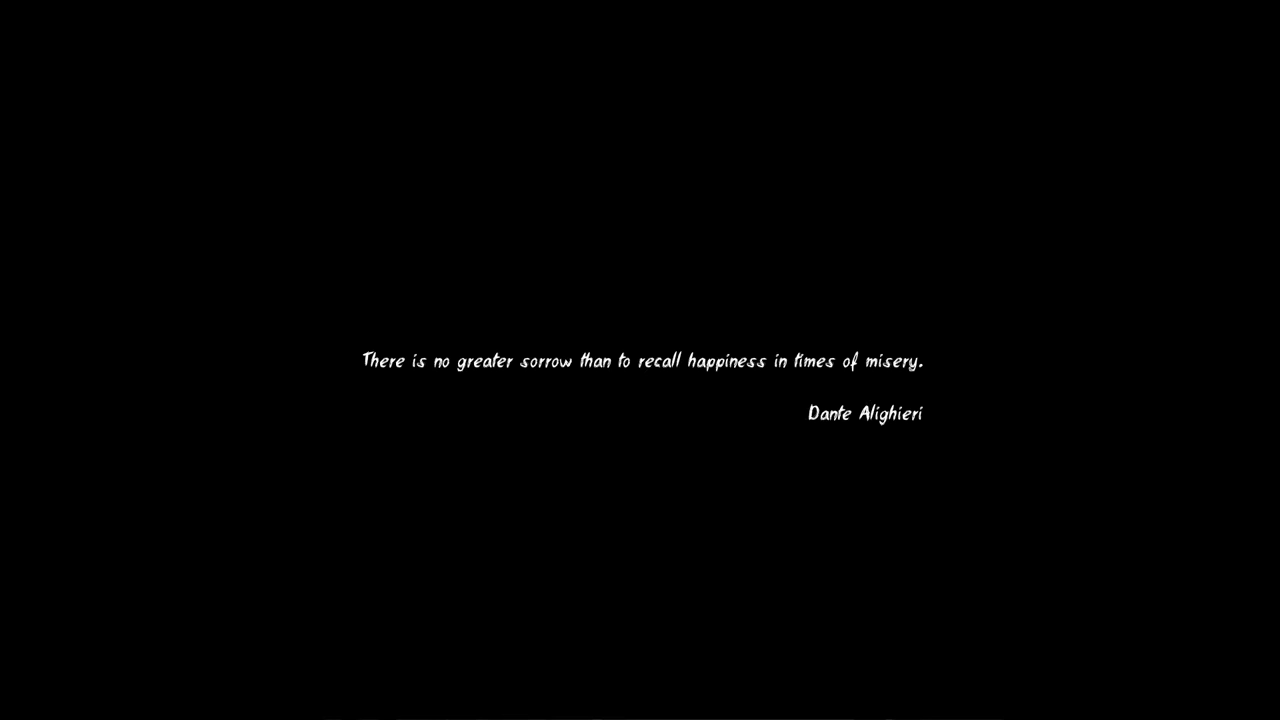 There is no greater sorrow than to recall happiness in times of misery.
Dante Alighieri